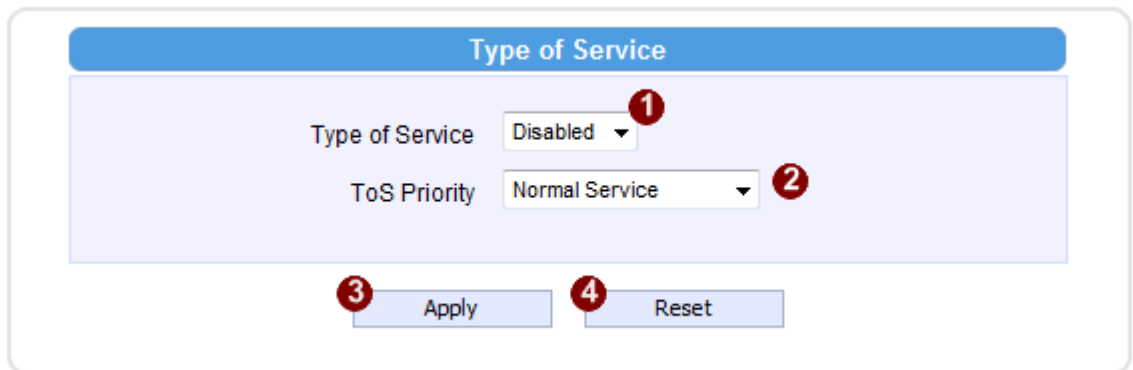 Type of Service
Type of Service Disabled 1
ToS Priority Normal Service 2
3 Apply 4 Reset